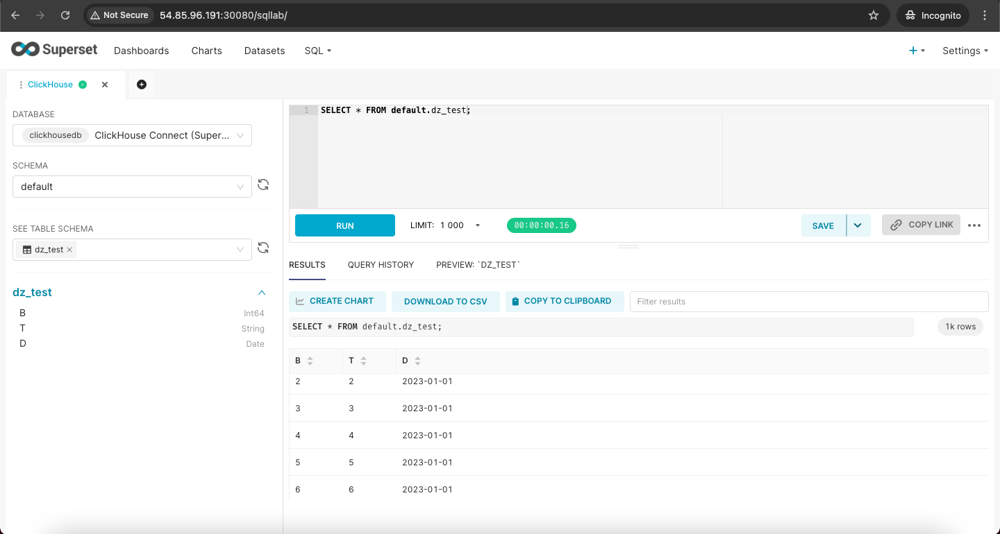 Not Secure 54.85.96.191:30080/sqllab/ Incognito
Superset Dashboards Charts Datasets SQL + Settings
ClickHouse
DATABASE
clickhousedb ClickHouse Connect (Super...
SCHEMA
default
SEE TABLE SCHEMA
dz_test
dz_test
B Int64
T String
D Date
1 SELECT * FROM default.dz_test;
RUN LIMIT: 1 000 00:00:00.16 SAVE COPY LINK
RESULTS QUERY HISTORY PREVIEW: `DZ_TEST`
CREATE CHART DOWNLOAD TO CSV COPY TO CLIPBOARD Filter results
SELECT * FROM default.dz_test; 1k rows
B T D
2 2 2023-01-01
3 3 2023-01-01
4 4 2023-01-01
5 5 2023-01-01
6 6 2023-01-01